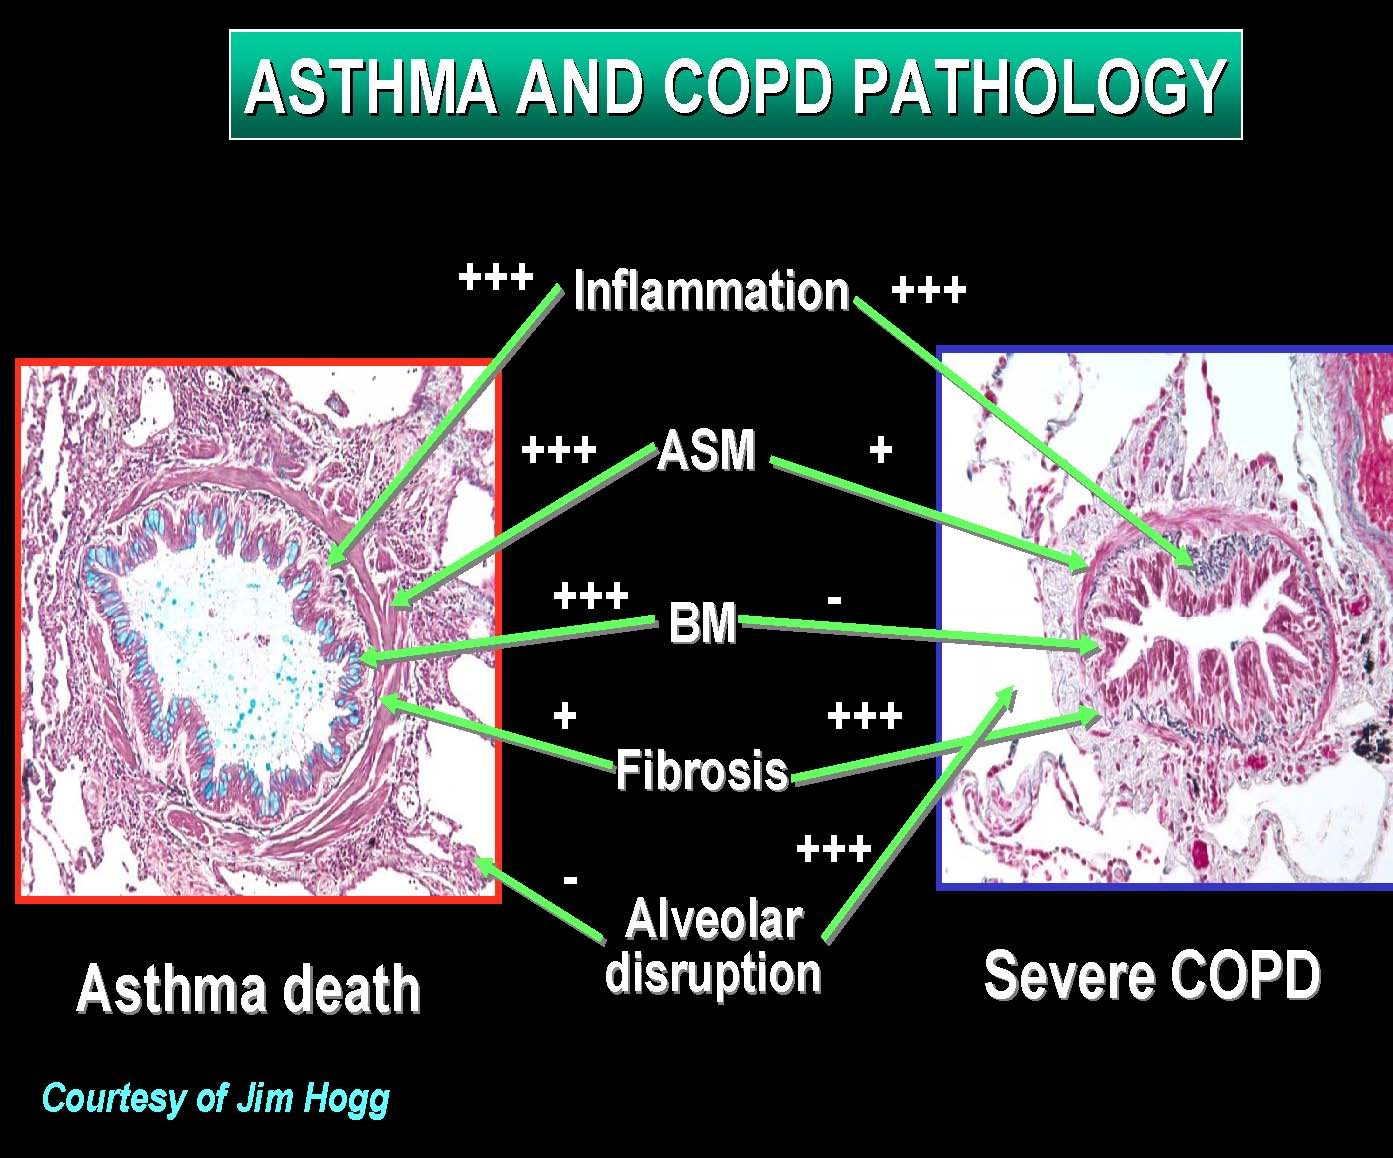 ASTHMA AND COPD PATHOLOGY
+++ Inflammation +++
+++ ASM +
+++ BM -
+ Fibrosis +++
- Alveolar +++
disruption
Asthma death
Severe COPD
Courtesy of Jim Hogg